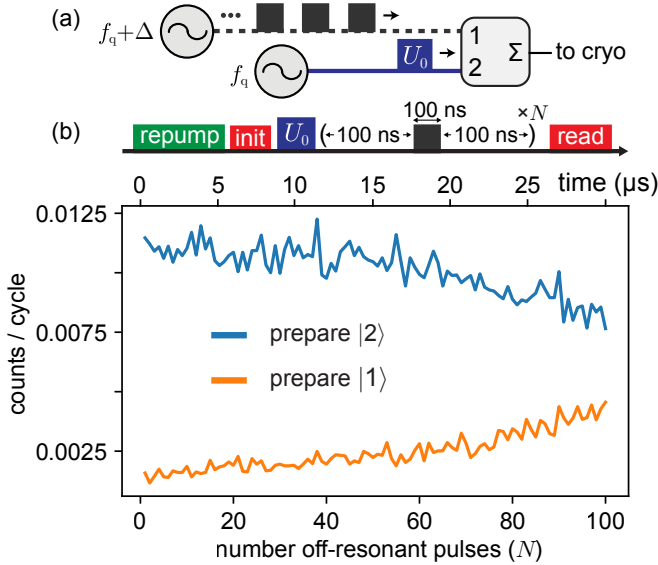 (a)
f_q+Δ
...
1
2
Σ
to cryo
U_0
f_q
(b)
repump
init
U_0
(
100 ns
100 ns
100 ns
)
×N
read
0
5
10
15
20
25
time (μs)
0.0125
0.0075
0.0025
counts / cycle
prepare |2⟩
prepare |1⟩
0
20
40
60
80
100
number off-resonant pulses (N)